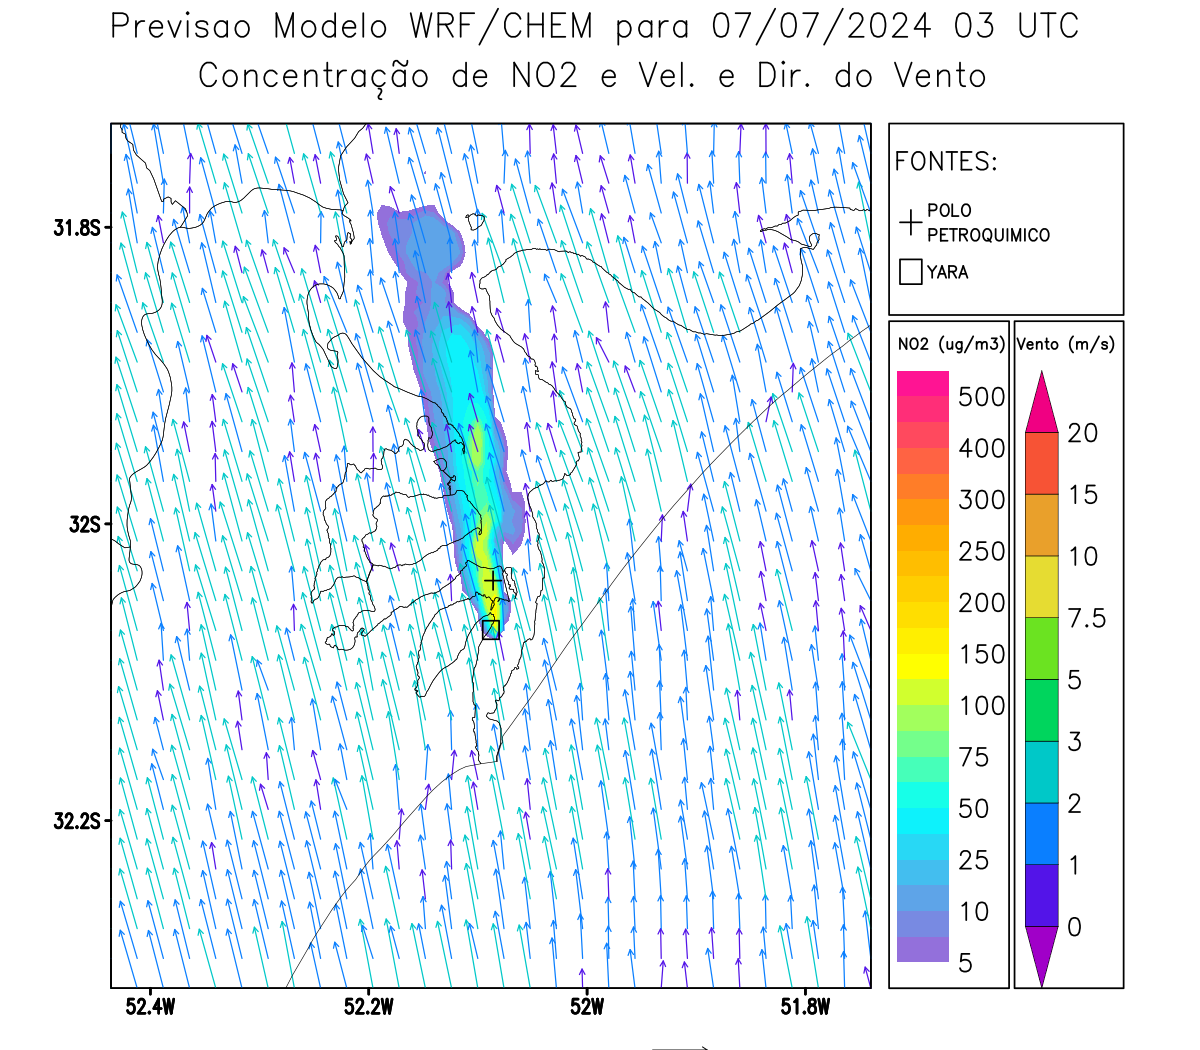 Previsao Modelo WRF/CHEM para 07/07/2024 03 UTC
Concentração de NO2 e Vel. e Dir. do Vento
FONTES:
POLO
PETROQUIMICO
YARA
NO2 (ug/m3)
500
400
300
250
200
150
100
75
50
25
10
5
Vento (m/s)
20
15
10
7.5
5
3
2
1
0
31.8S
32S
32.2S
52.4W
52.2W
52W
51.8W